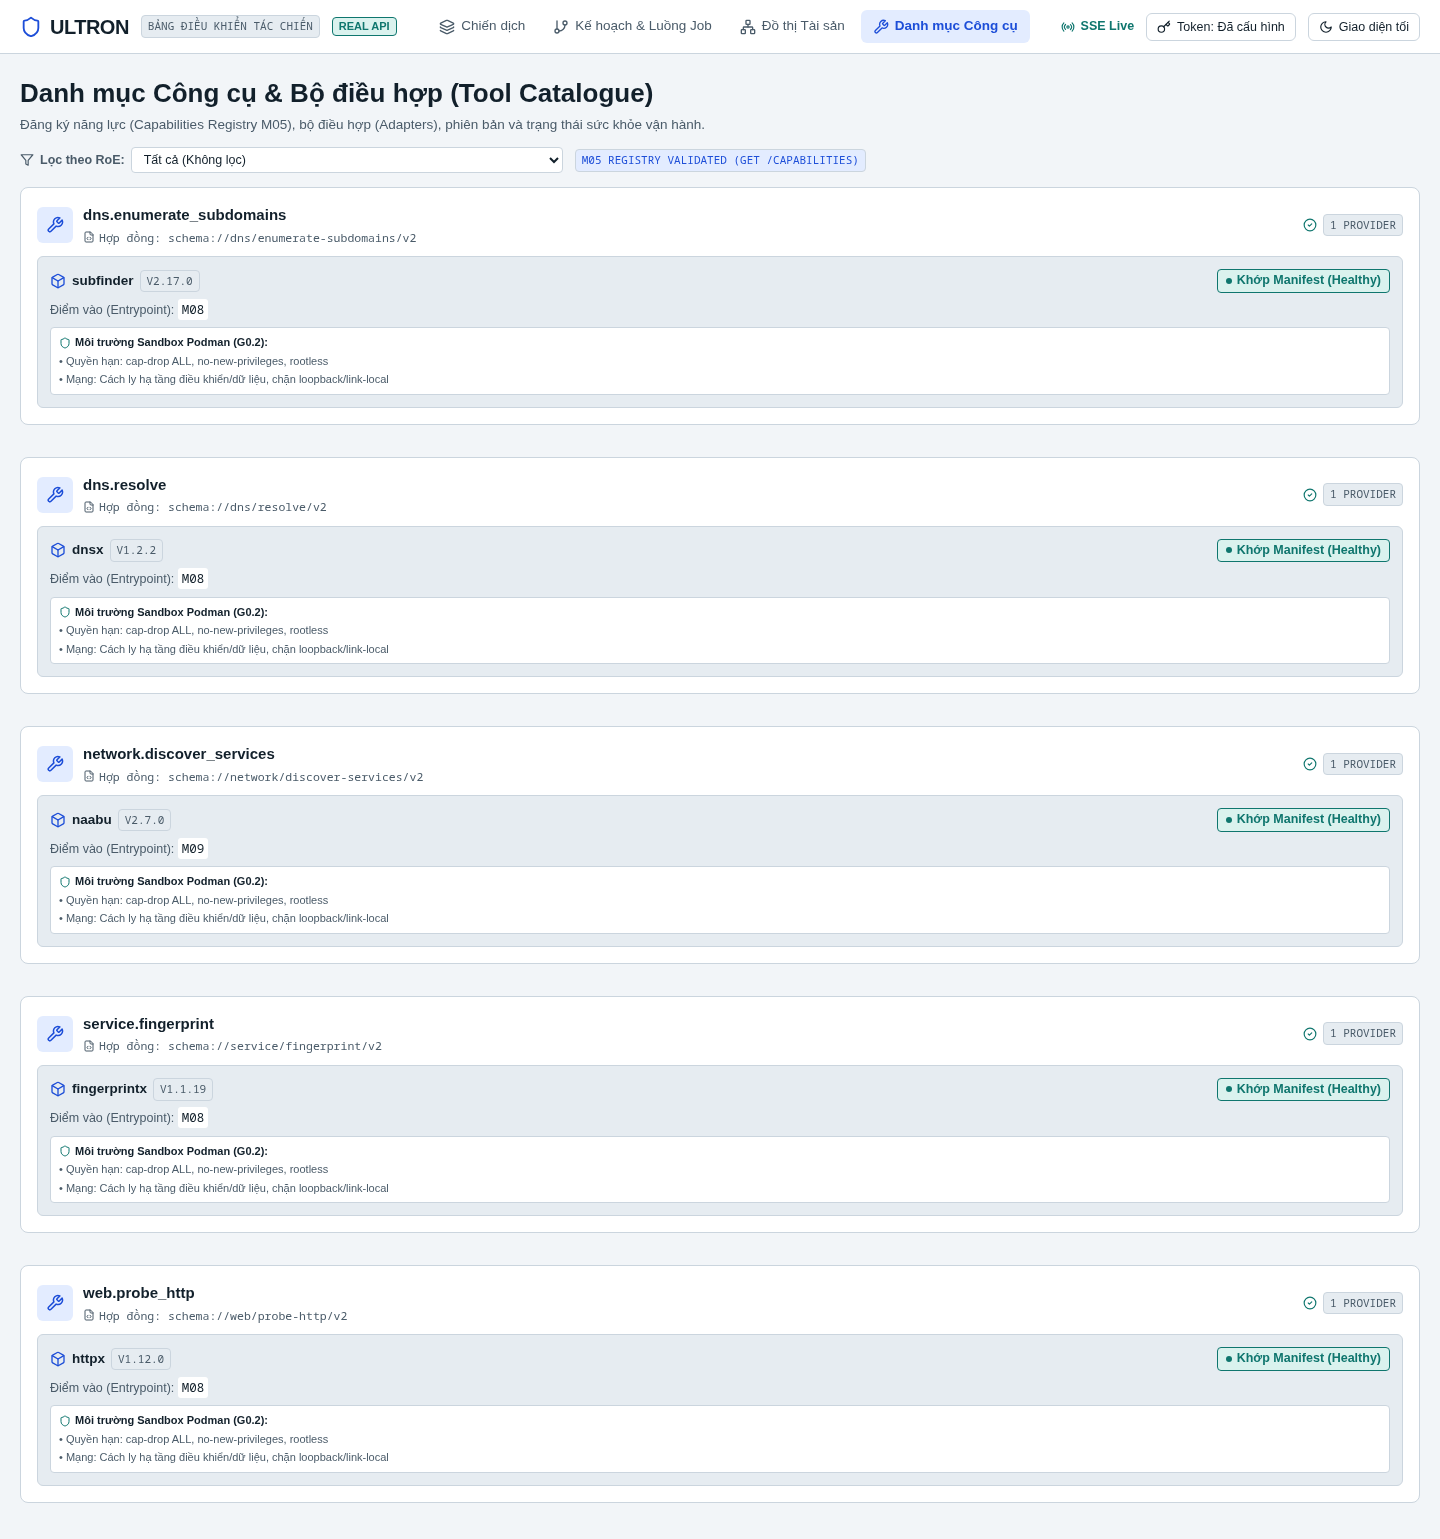 ULTRON BẢNG ĐIỀU KHIỂN TÁC CHIẾN REAL API Chiến dịch Kế hoạch & Luồng Job Đồ thị Tài sản Danh mục Công cụ SSE Live Token: Đã cấu hình Giao diện tối
Danh mục Công cụ & Bộ điều hợp (Tool Catalogue)
Đăng ký năng lực (Capabilities Registry M05), bộ điều hợp (Adapters), phiên bản và trạng thái sức khỏe vận hành.
Lọc theo RoE: Tất cả (Không lọc) M05 REGISTRY VALIDATED (GET /CAPABILITIES)
dns.enumerate_subdomains
Hợp đồng: schema://dns/enumerate-subdomains/v2
1 PROVIDER
subfinder V2.17.0 Khớp Manifest (Healthy)
Điểm vào (Entrypoint): M08
Môi trường Sandbox Podman (G0.2):
• Quyền hạn: cap-drop ALL, no-new-privileges, rootless
• Mạng: Cách ly hạ tầng điều khiển/dữ liệu, chặn loopback/link-local
dns.resolve
Hợp đồng: schema://dns/resolve/v2
1 PROVIDER
dnsx V1.2.2 Khớp Manifest (Healthy)
Điểm vào (Entrypoint): M08
Môi trường Sandbox Podman (G0.2):
• Quyền hạn: cap-drop ALL, no-new-privileges, rootless
• Mạng: Cách ly hạ tầng điều khiển/dữ liệu, chặn loopback/link-local
network.discover_services
Hợp đồng: schema://network/discover-services/v2
1 PROVIDER
naabu V2.7.0 Khớp Manifest (Healthy)
Điểm vào (Entrypoint): M09
Môi trường Sandbox Podman (G0.2):
• Quyền hạn: cap-drop ALL, no-new-privileges, rootless
• Mạng: Cách ly hạ tầng điều khiển/dữ liệu, chặn loopback/link-local
service.fingerprint
Hợp đồng: schema://service/fingerprint/v2
1 PROVIDER
fingerprintx V1.1.19 Khớp Manifest (Healthy)
Điểm vào (Entrypoint): M08
Môi trường Sandbox Podman (G0.2):
• Quyền hạn: cap-drop ALL, no-new-privileges, rootless
• Mạng: Cách ly hạ tầng điều khiển/dữ liệu, chặn loopback/link-local
web.probe_http
Hợp đồng: schema://web/probe-http/v2
1 PROVIDER
httpx V1.12.0 Khớp Manifest (Healthy)
Điểm vào (Entrypoint): M08
Môi trường Sandbox Podman (G0.2):
• Quyền hạn: cap-drop ALL, no-new-privileges, rootless
• Mạng: Cách ly hạ tầng điều khiển/dữ liệu, chặn loopback/link-local